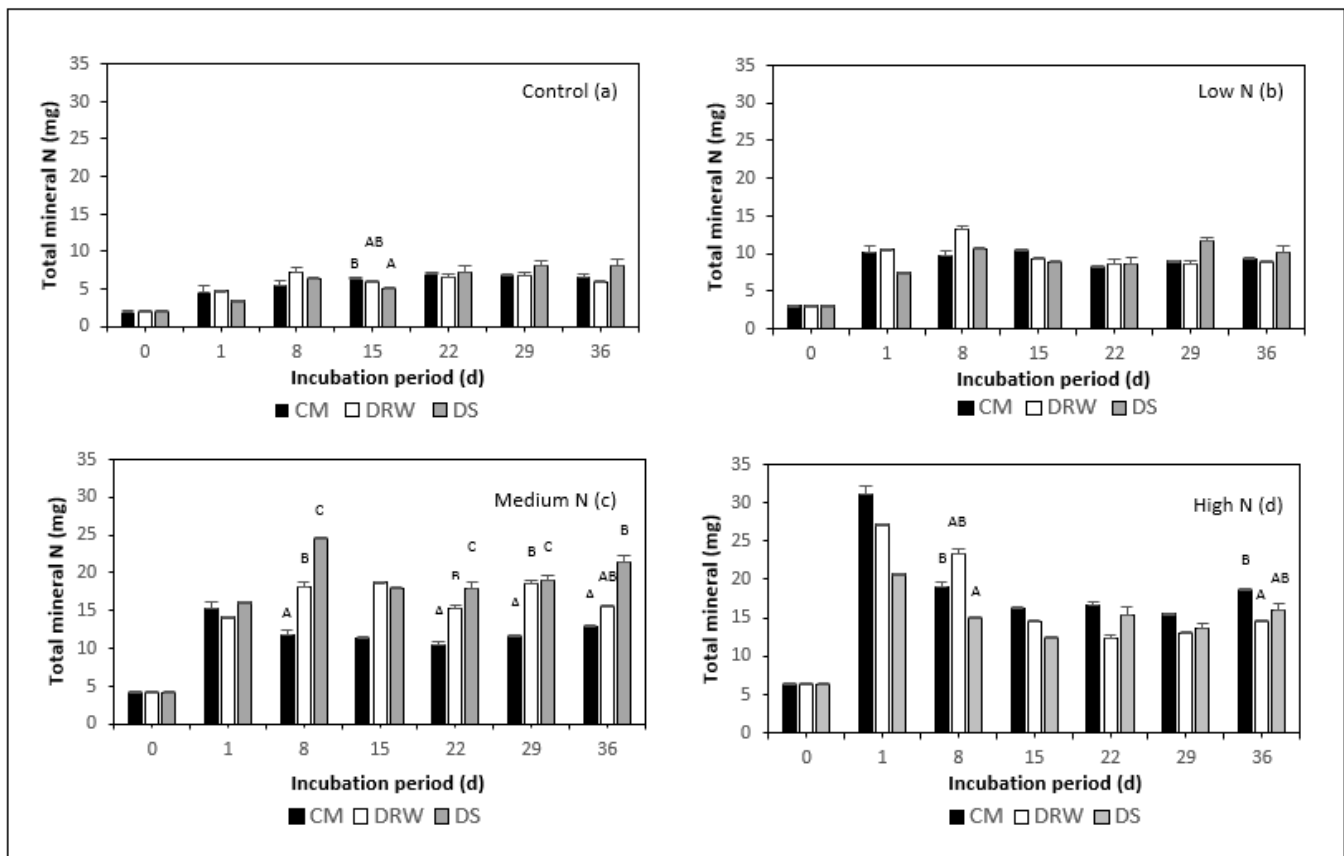 Control (a)
Total mineral N (mg)
35
30
25
20
15
10
5
0
B
AB
A
0 1 8 15 22 29 36
Incubation period (d)
CM DRW DS
Low N (b)
Total mineral N (mg)
35
30
25
20
15
10
5
0
0 1 8 15 22 29 36
Incubation period (d)
CM DRW DS
Medium N (c)
Total mineral N (mg)
35
30
25
20
15
10
5
0
A B C
A B C
A B C
A AB B
0 1 8 15 22 29 36
Incubation period (d)
CM DRW DS
High N (d)
Total mineral (mg)
35
30
25
20
15
10
5
0
B AB A
B A AB
0 1 8 15 22 29 36
Incubation period (d)
CM DRW DS